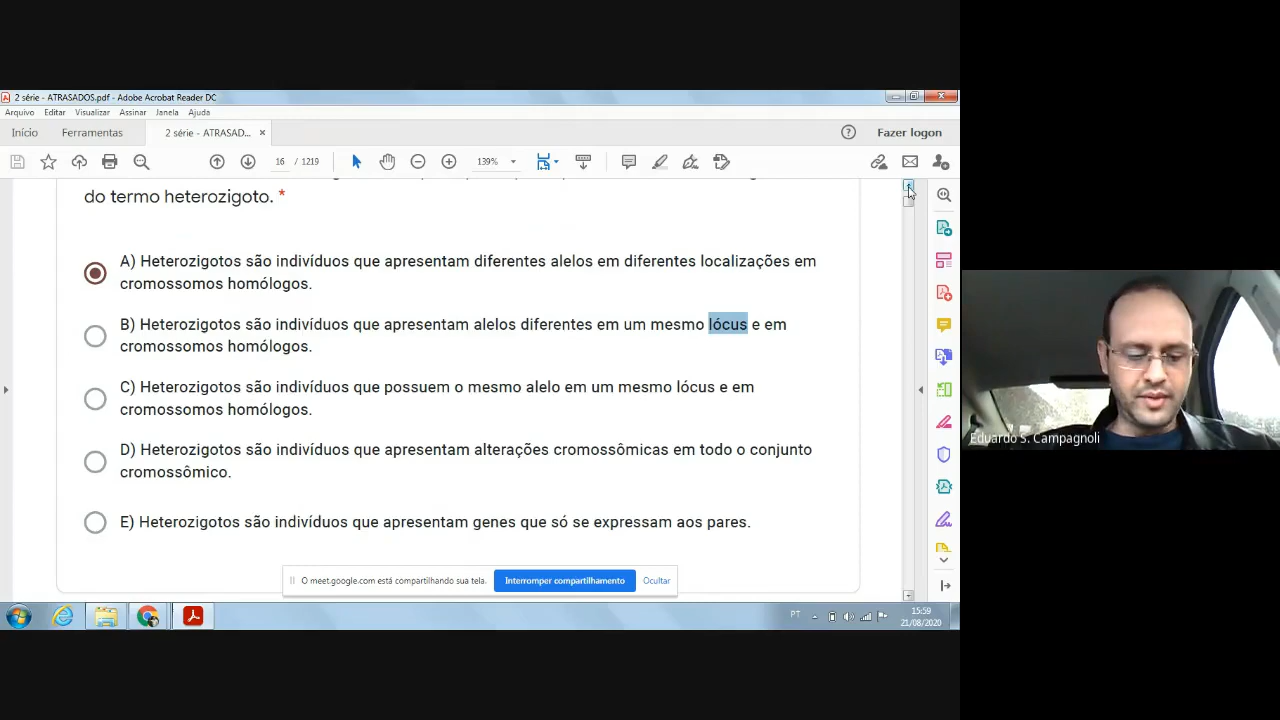 2 série - ATRASADOS.pdf - Adobe Acrobat Reader DC
Arquivo Editar Visualizar Assinar Janela Ajuda
Início Ferramentas 2 série - ATRASAD... × Fazer logon
16 / 1219 139%
do termo heterozigoto. *
A) Heterozigotos são indivíduos que apresentam diferentes alelos em diferentes localizações em
cromossomos homólogos.
B) Heterozigotos são indivíduos que apresentam alelos diferentes em um mesmo lócus e em
cromossomos homólogos.
C) Heterozigotos são indivíduos que possuem o mesmo alelo em um mesmo lócus e em
cromossomos homólogos.
D) Heterozigotos são indivíduos que apresentam alterações cromossômicas em todo o conjunto
cromossômico.
E) Heterozigotos são indivíduos que apresentam genes que só se expressam aos pares.
O meet.google.com está compartilhando sua tela. Interromper compartilhamento Ocultar
PT 15:59
21/08/2020
Eduardo S. Campagnoli